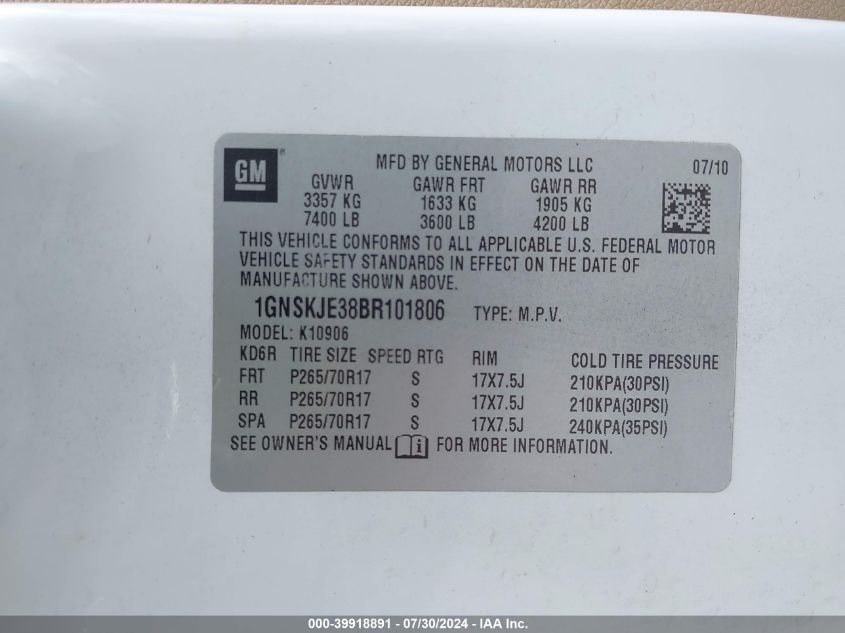 GM
MFD BY GENERAL MOTORS LLC 07/10
GVWR GAWR FRT GAWR RR
3357 KG 1633 KG 1905 KG
7400 LB 3600 LB 4200 LB
THIS VEHICLE CONFORMS TO ALL APPLICABLE U.S. FEDERAL MOTOR
VEHICLE SAFETY STANDARDS IN EFFECT ON THE DATE OF
MANUFACTURE SHOWN ABOVE.
1GNSKJE38BR101806 TYPE: M.P.V.
MODEL: K10906
KD6R TIRE SIZE SPEED RTG RIM COLD TIRE PRESSURE
FRT P265/70R17 S 17X7.5J 210KPA(30PSI)
RR P265/70R17 S 17X7.5J 210KPA(30PSI)
SPA P265/70R17 S 17X7.5J 240KPA(35PSI)
SEE OWNER'S MANUAL i FOR MORE INFORMATION.
000-39918891 - 07/30/2024 - IAA Inc.